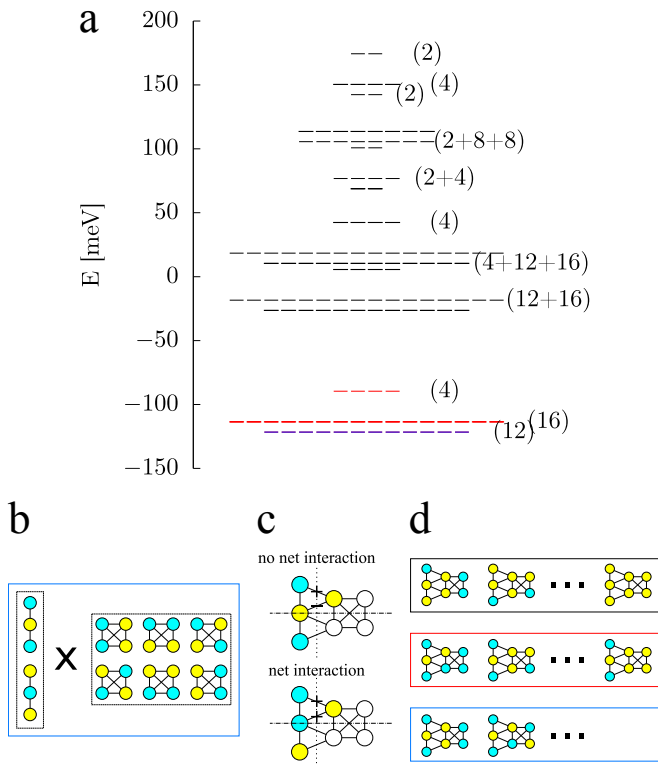 a
200
(2)
150
(4)
(2)
100
(2+8+8)
(2+4)
50
(4)
E [meV]
0
(4+12+16)
(12+16)
−50
(4)
−100
(16)
(12)
−150
b
c
d
no net interaction
+
−
x
net interaction
+
+